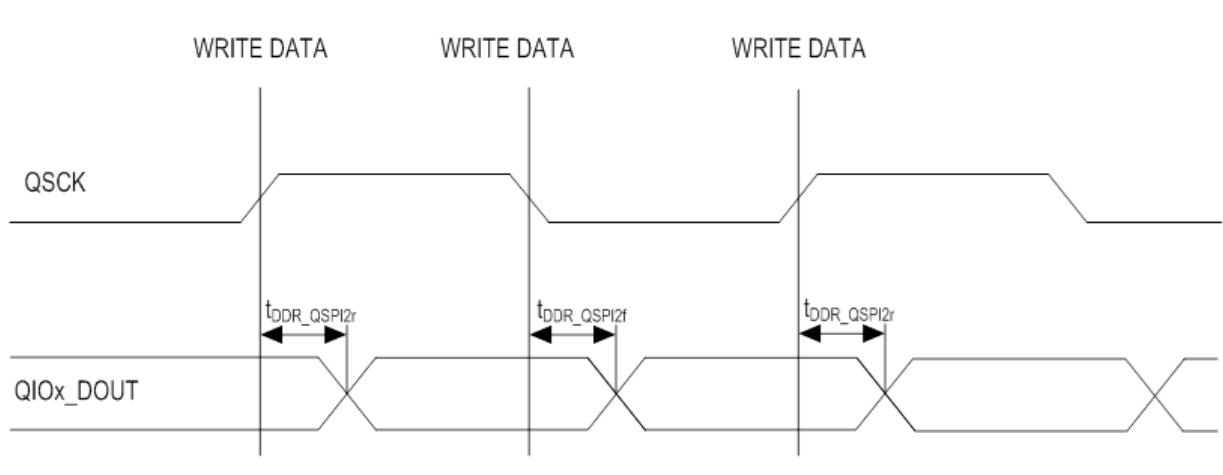 WRITE DATA WRITE DATA WRITE DATA
QSCK
tDDR_QSPI2r tDDR_QSPI2f tDDR_QSPI2r
QIOx_DOUT